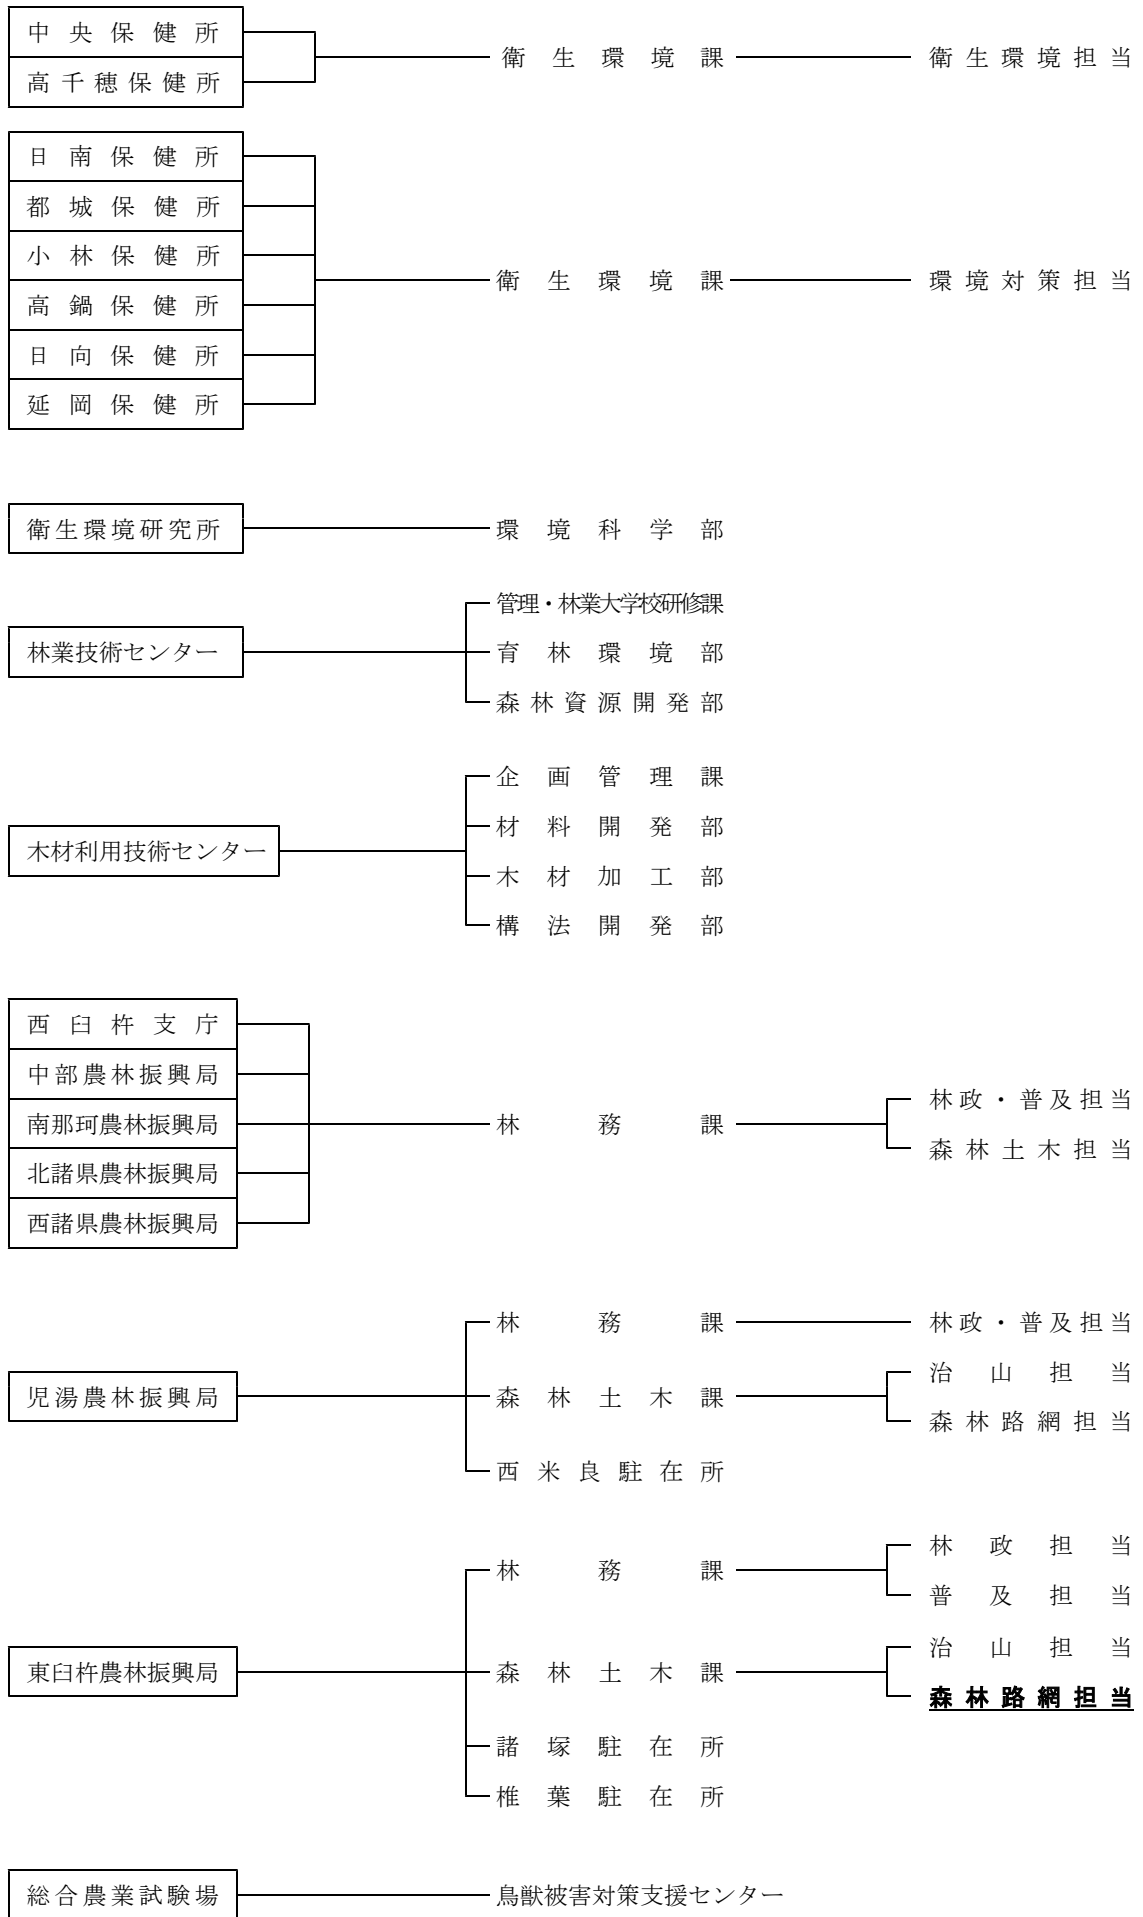 中央保健所
高千穂保健所
衛生環境課
衛生環境担当
日南保健所
都城保健所
小林保健所
高鍋保健所
日向保健所
延岡保健所
衛生環境課
環境対策担当
衛生環境研究所
環境科学部
林業技術センター
管理・林業大学校研修課
育林環境部
森林資源開発部
木材利用技術センター
企画管理課
材料開発部
木材加工部
構法開発部
西臼杵支庁
中部農林振興局
南那珂農林振興局
北諸県農林振興局
西諸県農林振興局
林務課
林政・普及担当
森林土木担当
児湯農林振興局
林務課
林政・普及担当
森林土木課
治山担当
森林路網担当
西米良駐在所
東臼杵農林振興局
林務課
林政担当
普及担当
森林土木課
治山担当
森林路網担当
諸塚駐在所
椎葉駐在所
総合農業試験場
鳥獣被害対策支援センター